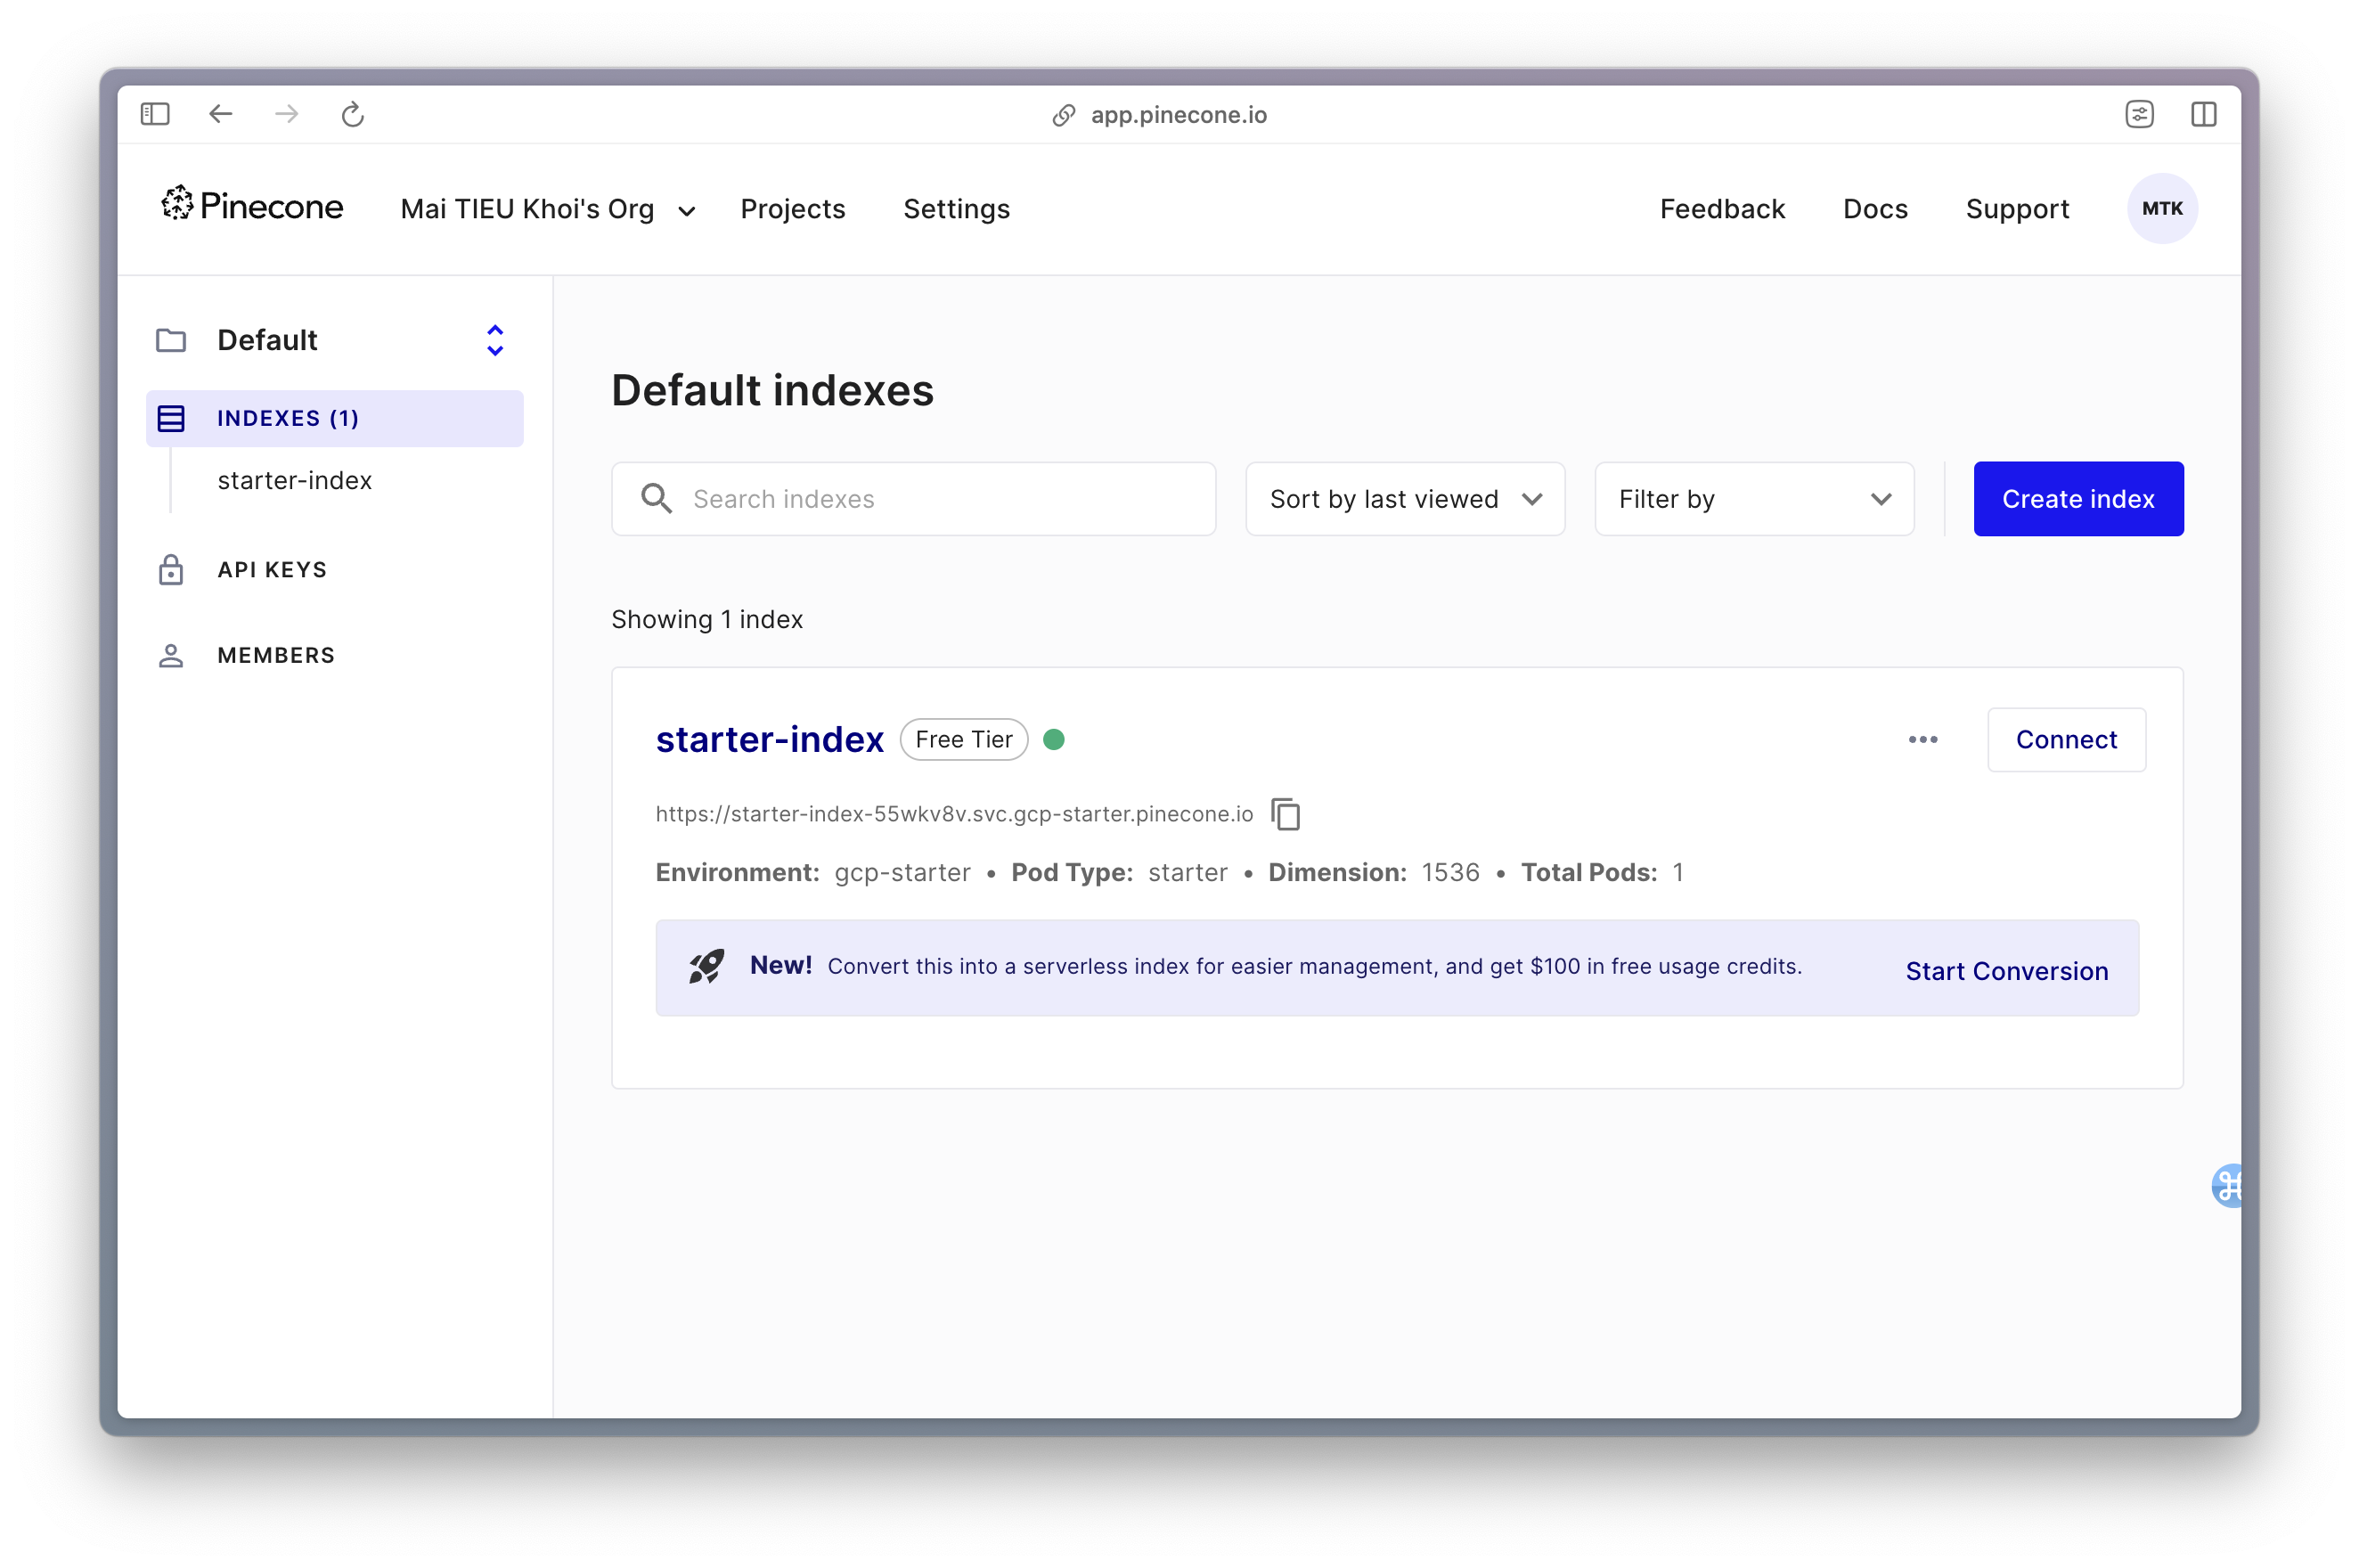 app.pinecone.io
Pinecone Mai TIEU Khoi's Org Projects Settings Feedback Docs Support MTK
Default
INDEXES (1)
starter-index
API KEYS
MEMBERS
Default indexes
Search indexes Sort by last viewed Filter by Create index
Showing 1 index
starter-index Free Tier Connect
https://starter-index-55wkv8v.svc.gcp-starter.pinecone.io
Environment: gcp-starter • Pod Type: starter • Dimension: 1536 • Total Pods: 1
New! Convert this into a serverless index for easier management, and get $100 in free usage credits. Start Conversion